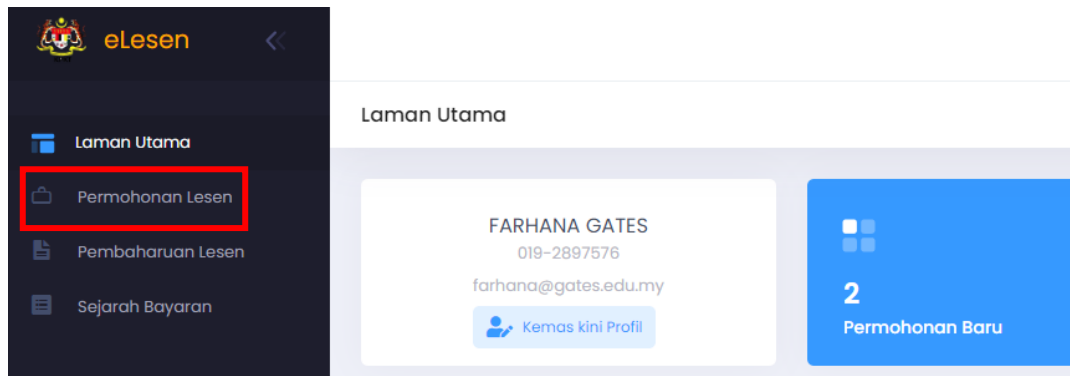 eLesen
Laman Utama
Permohonan Lesen
Pembaharuan Lesen
Sejarah Bayaran
Laman Utama
FARHANA GATES
019-2897576
farhana@gates.edu.my
Kemas kini Profil
2
Permohonan Baru